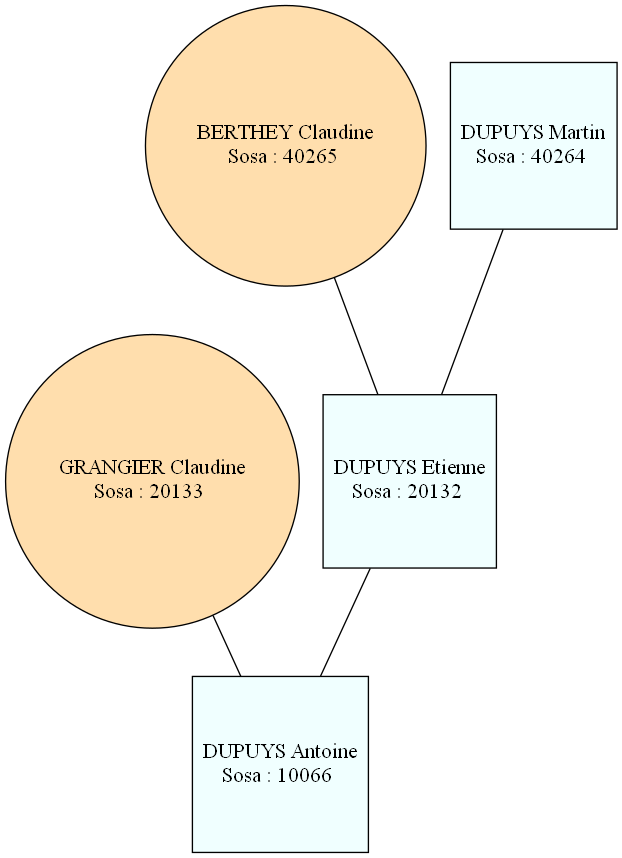 BERTHEY Claudine
Sosa : 40265
DUPUYS Martin
Sosa : 40264
GRANGIER Claudine
Sosa : 20133
DUPUYS Etienne
Sosa : 20132
DUPUYS Antoine
Sosa : 10066